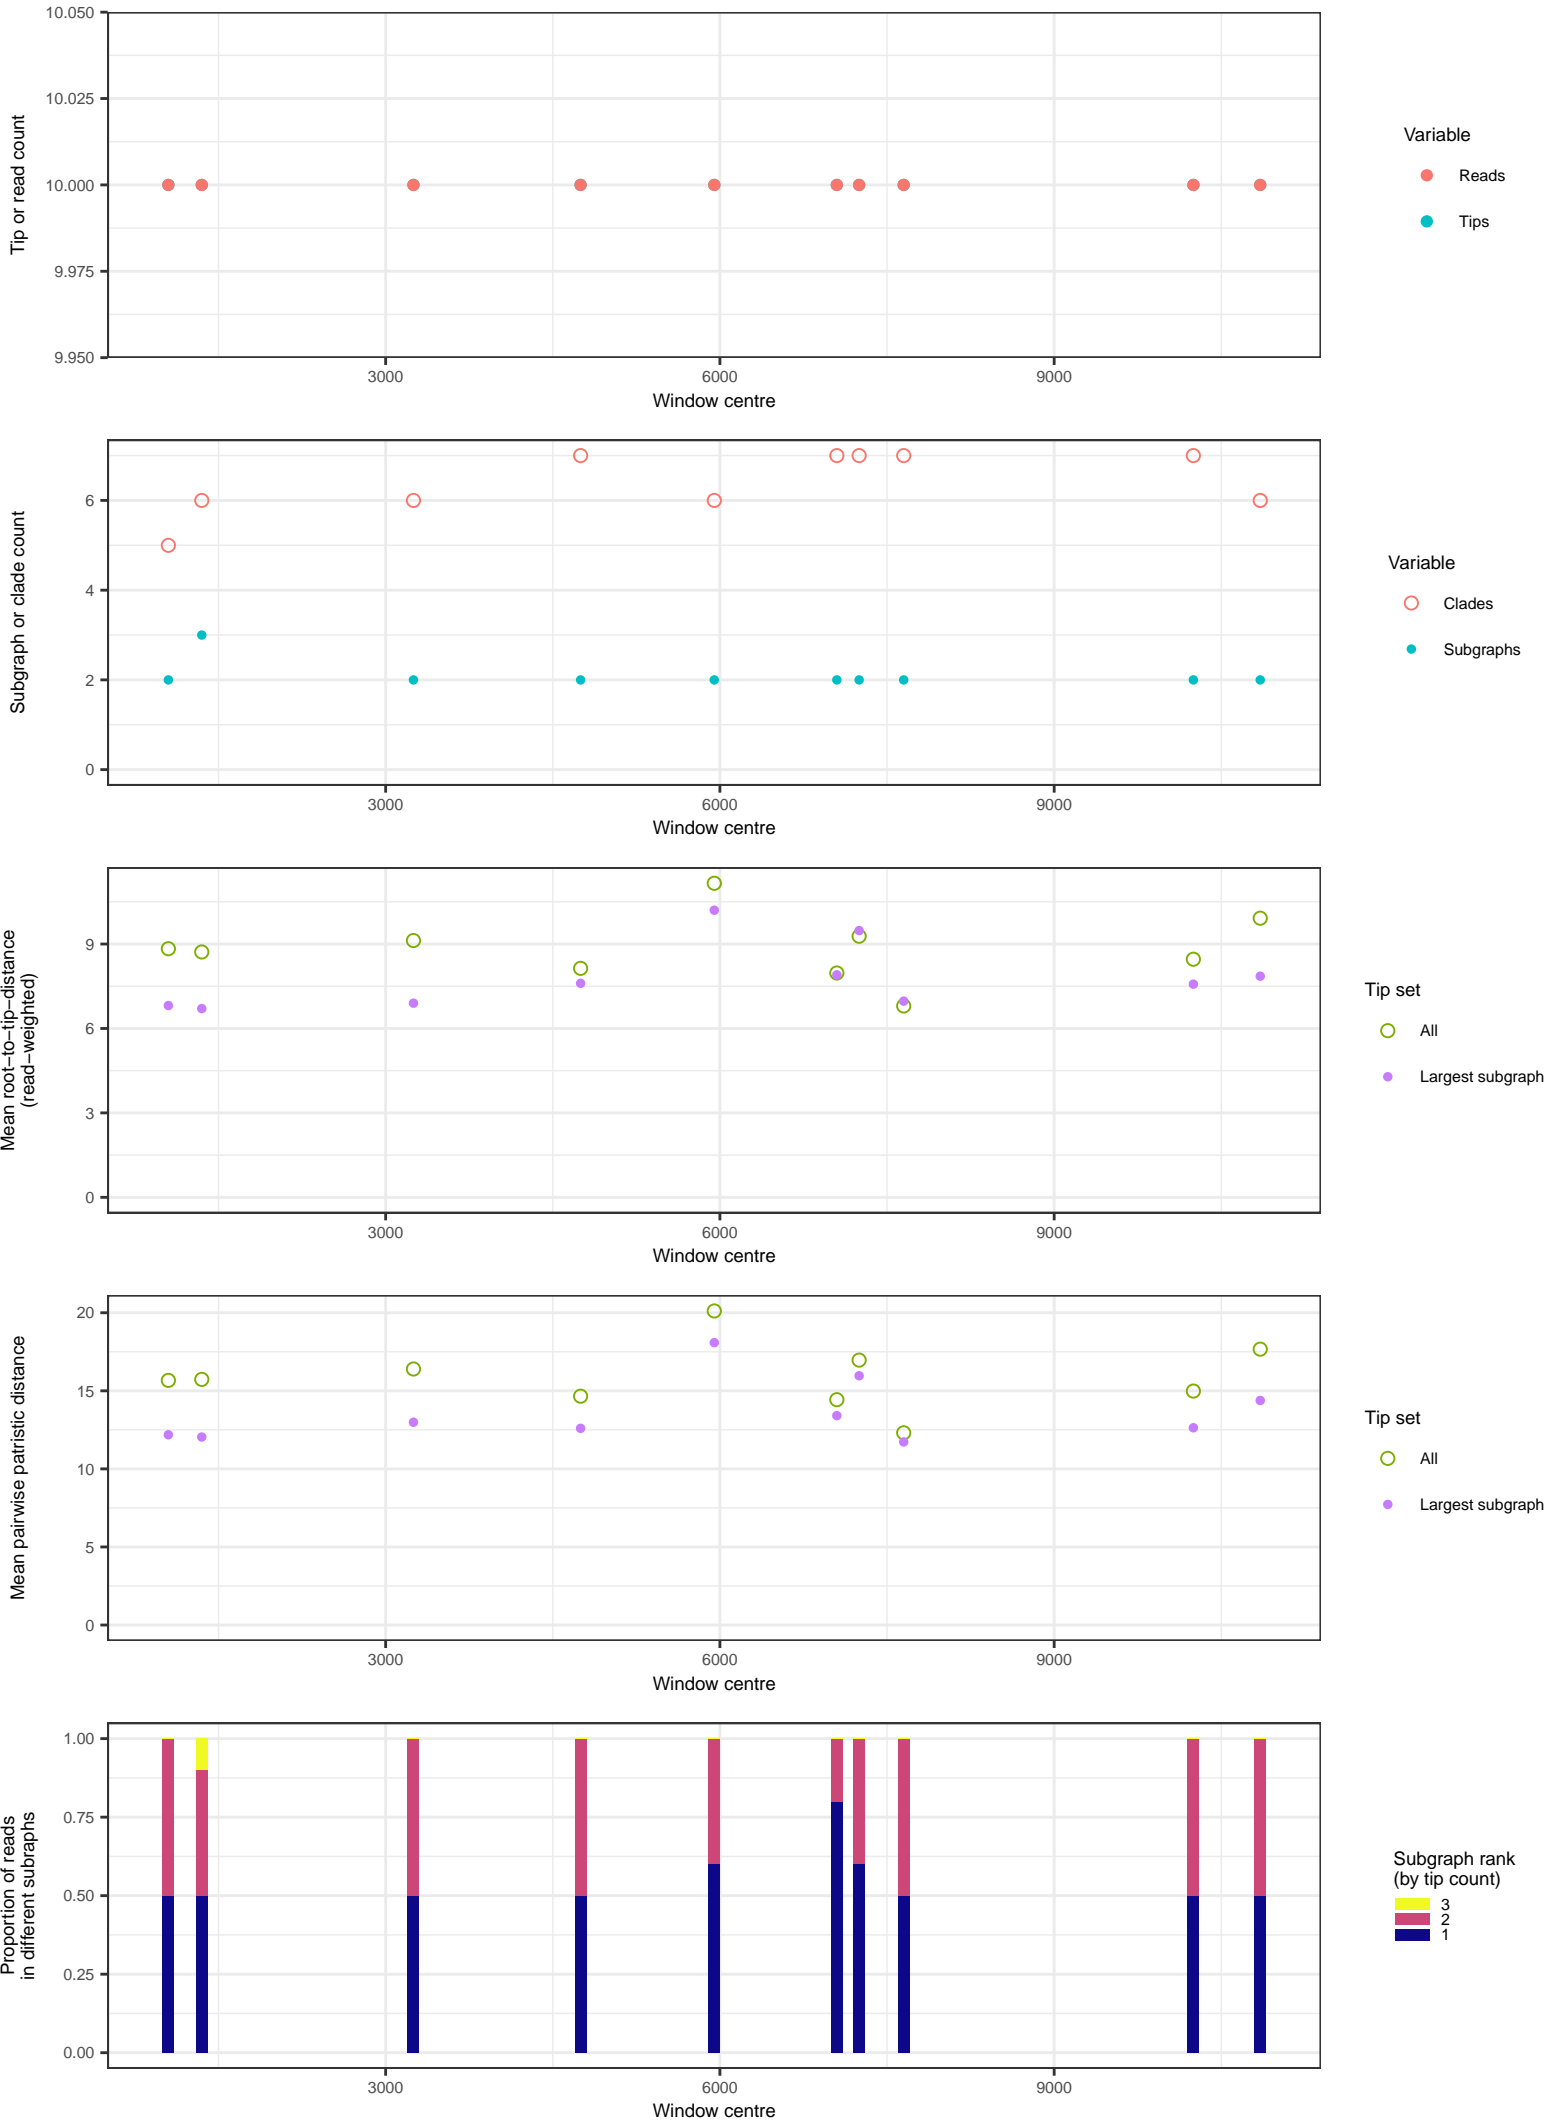 10.050
10.025
10.000
9.975
9.950
Tip or read count
3000
6000
9000
Window centre
Variable
Reads
Tips
6
4
2
0
Subgraph or clade count
3000
6000
9000
Window centre
Variable
Clades
Subgraphs
9
6
3
0
Mean root−to−tip−distance
(read−weighted)
3000
6000
9000
Window centre
Tip set
All
Largest subgraph
20
15
10
5
0
Mean pairwise patristic distance
3000
6000
9000
Window centre
Tip set
All
Largest subgraph
1.00
0.75
0.50
0.25
0.00
Proportion of reads
in different subraphs
3000
6000
9000
Window centre
Subgraph rank
(by tip count)
3
2
1